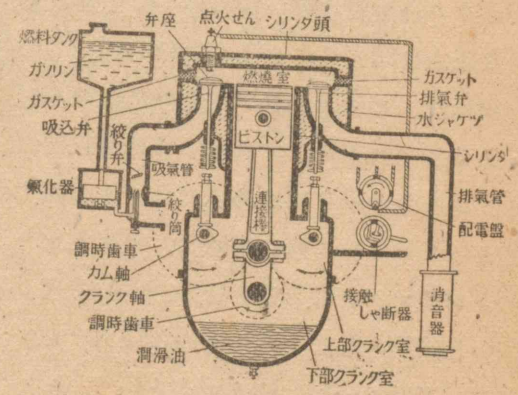 弁座
点火せん
シリンダ頭
燃料タンク
ガソリン
燃燒室
ガスケット
ガスケット
排氣弁
吸込弁
水ジャケツ
絞り弁
ピストン
シリンダ
吸氣管
氣化器
連接棒
排氣管
絞り筒
配電盤
調時歯車
カム軸
クランク軸
接触
しゃ断器
消音器
調時歯車
上部クランク室
潤滑油
下部クランク室